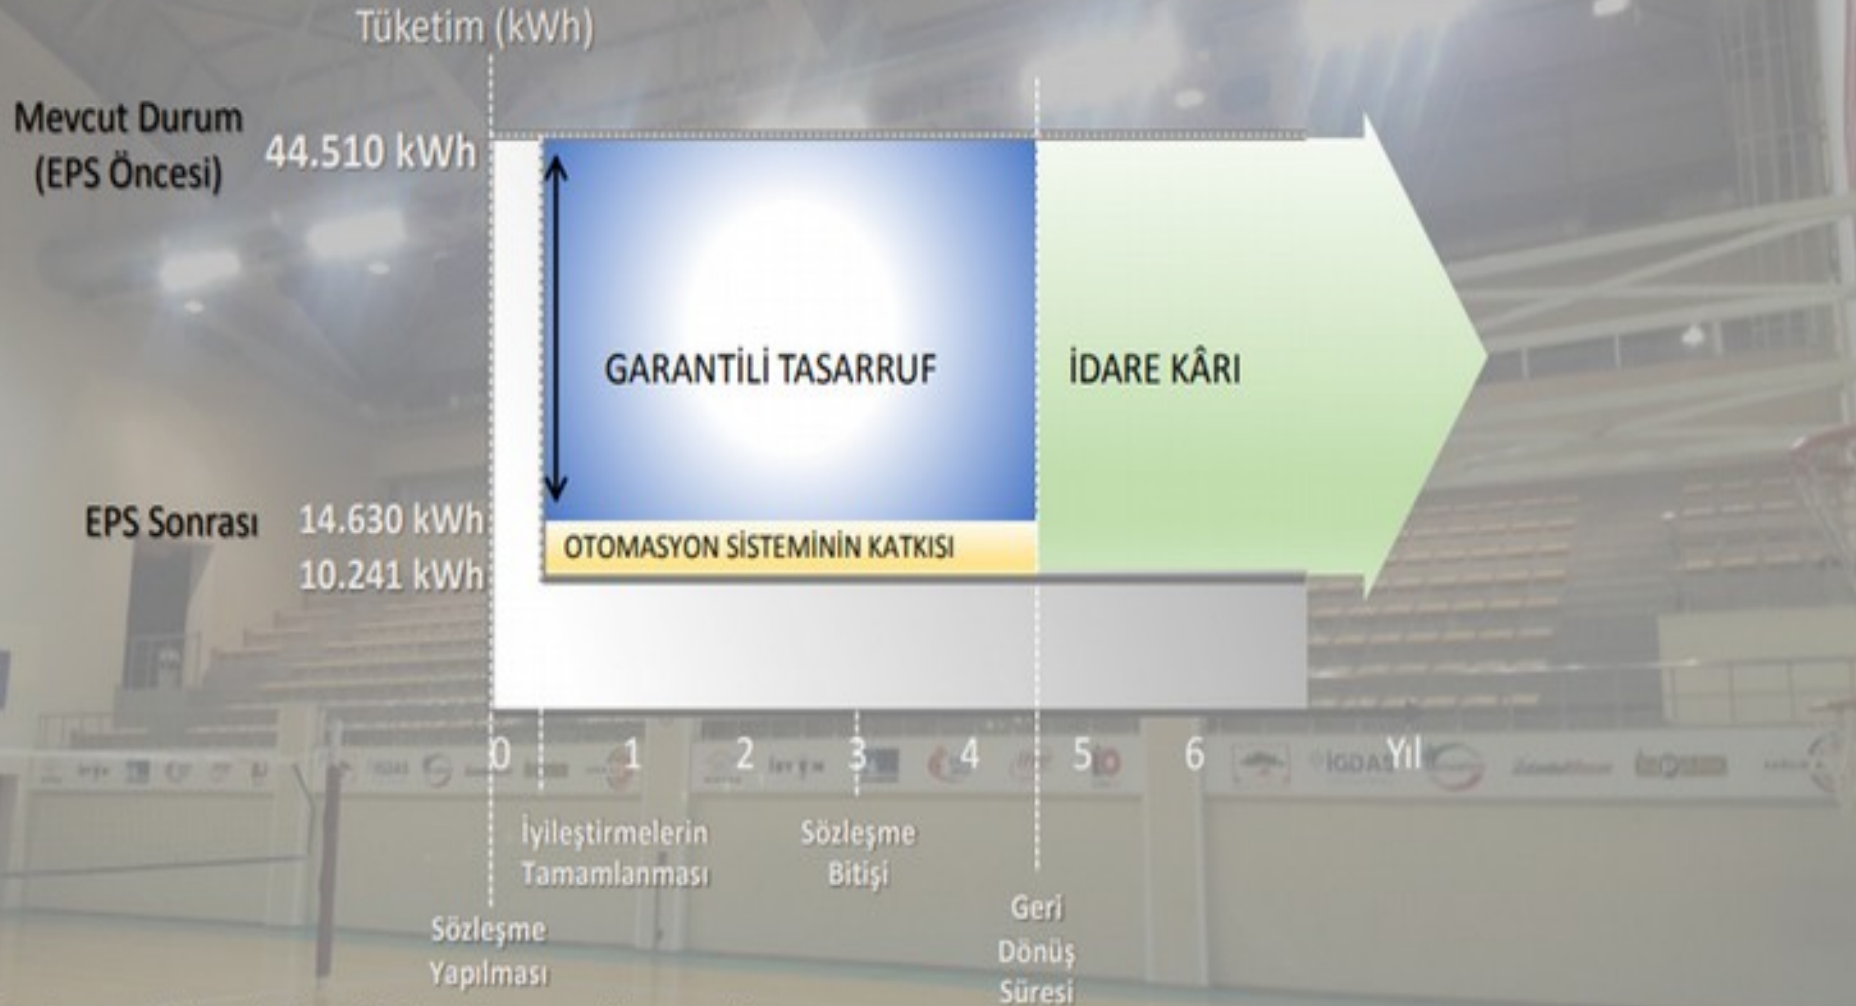 Tüketim (kWh)
Mevcut Durum
(EPS Öncesi)
44.510 kWh
GARANTİLİ TASARRUF
İDARE KÂRI
EPS Sonrası
14.630 kWh
OTOMASYON SİSTEMİNİN KATKISI
10.241 kWh
0 1 2 3 4 5 6 Yıl
İGDAŞ
İyileştirmelerin
Tamamlanması
Sözleşme
Bitişi
Sözleşme
Yapılması
Geri
Dönüş
Süresi